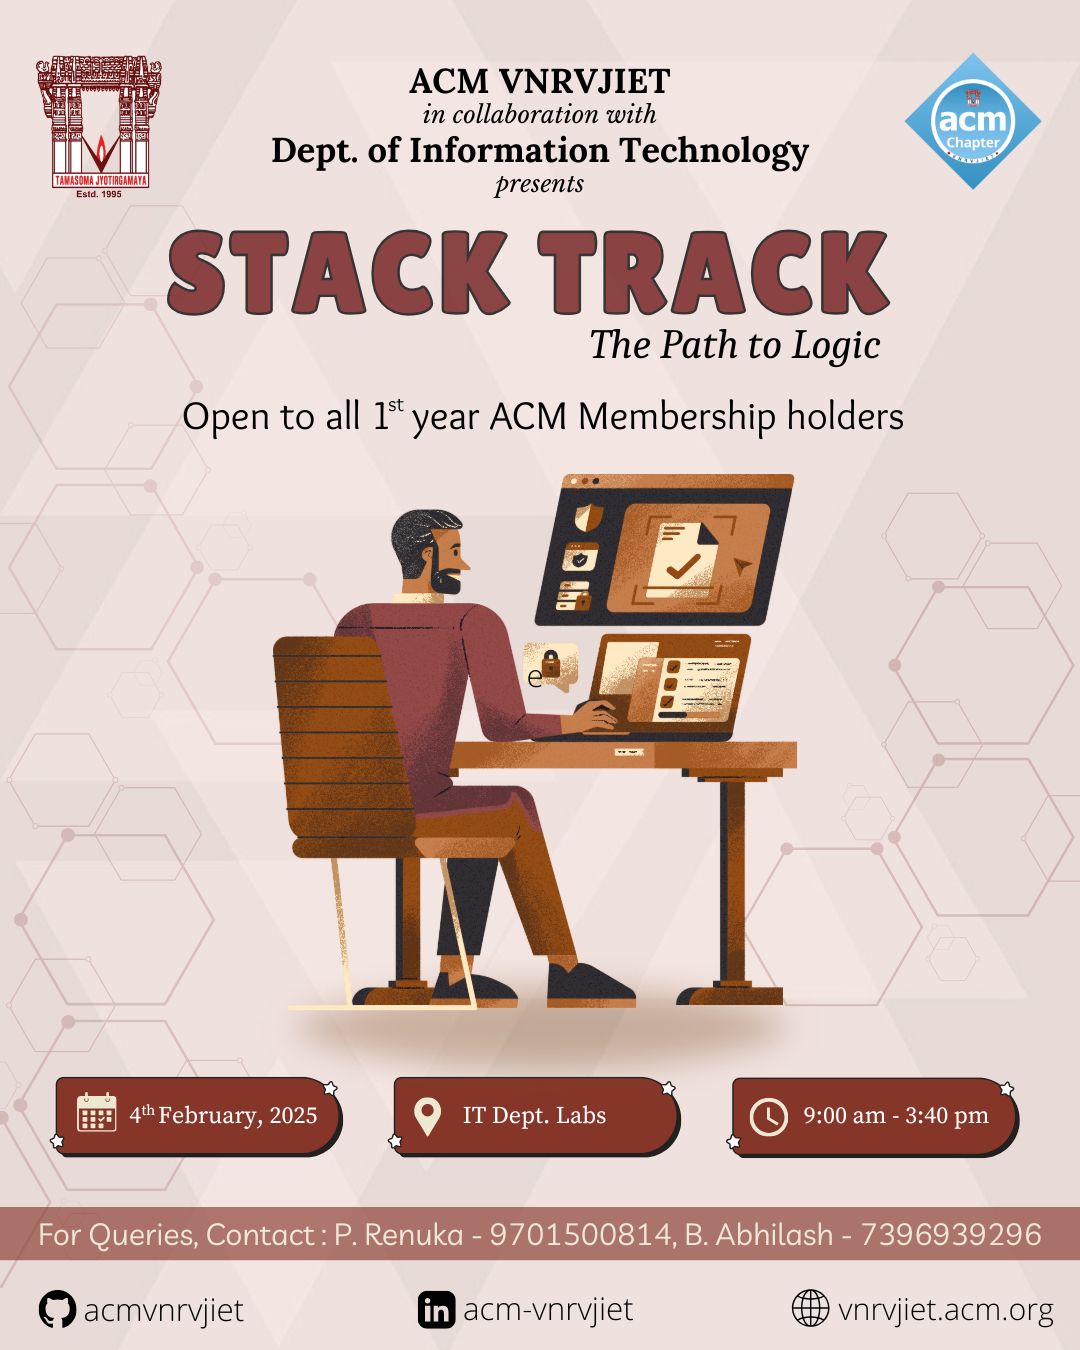 ACM VNRVJIET
in collaboration with
Dept. of Information Technology
presents
TAMASOMA JYOTIRGAMAYA
Estd. 1995
acm
Chapter
VNRVJIET
STACK TRACK
The Path to Logic
Open to all 1st year ACM Membership holders
e
4th February, 2025
IT Dept. Labs
9:00 am - 3:40 pm
For Queries, Contact : P. Renuka - 9701500814, B. Abhilash - 7396939296
acmvnrvjiet
acm-vnrvjiet
vnrvjiet.acm.org